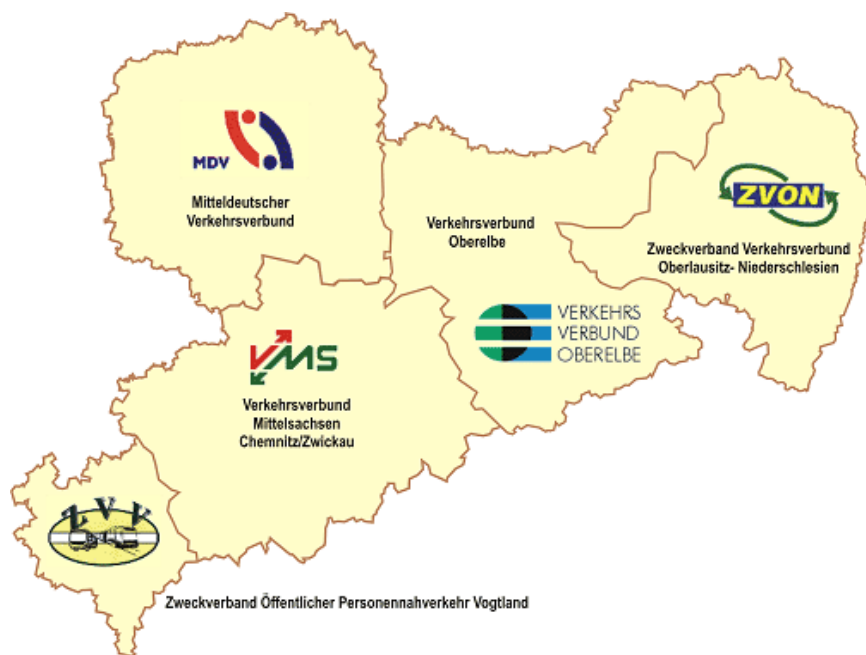 MDV
Mitteldeutscher
Verkehrsverbund
Verkehrsverbund
Oberelbe
ZVON
Zweckverband Verkehrsverbund
Oberlausitz- Niederschlesien
VERKEHRS
VERBUND
OBERELBE
VMS
Verkehrsverbund
Mittelsachsen
Chemnitz/Zwickau
ZVV
Zweckverband Öffentlicher Personennahverkehr Vogtland